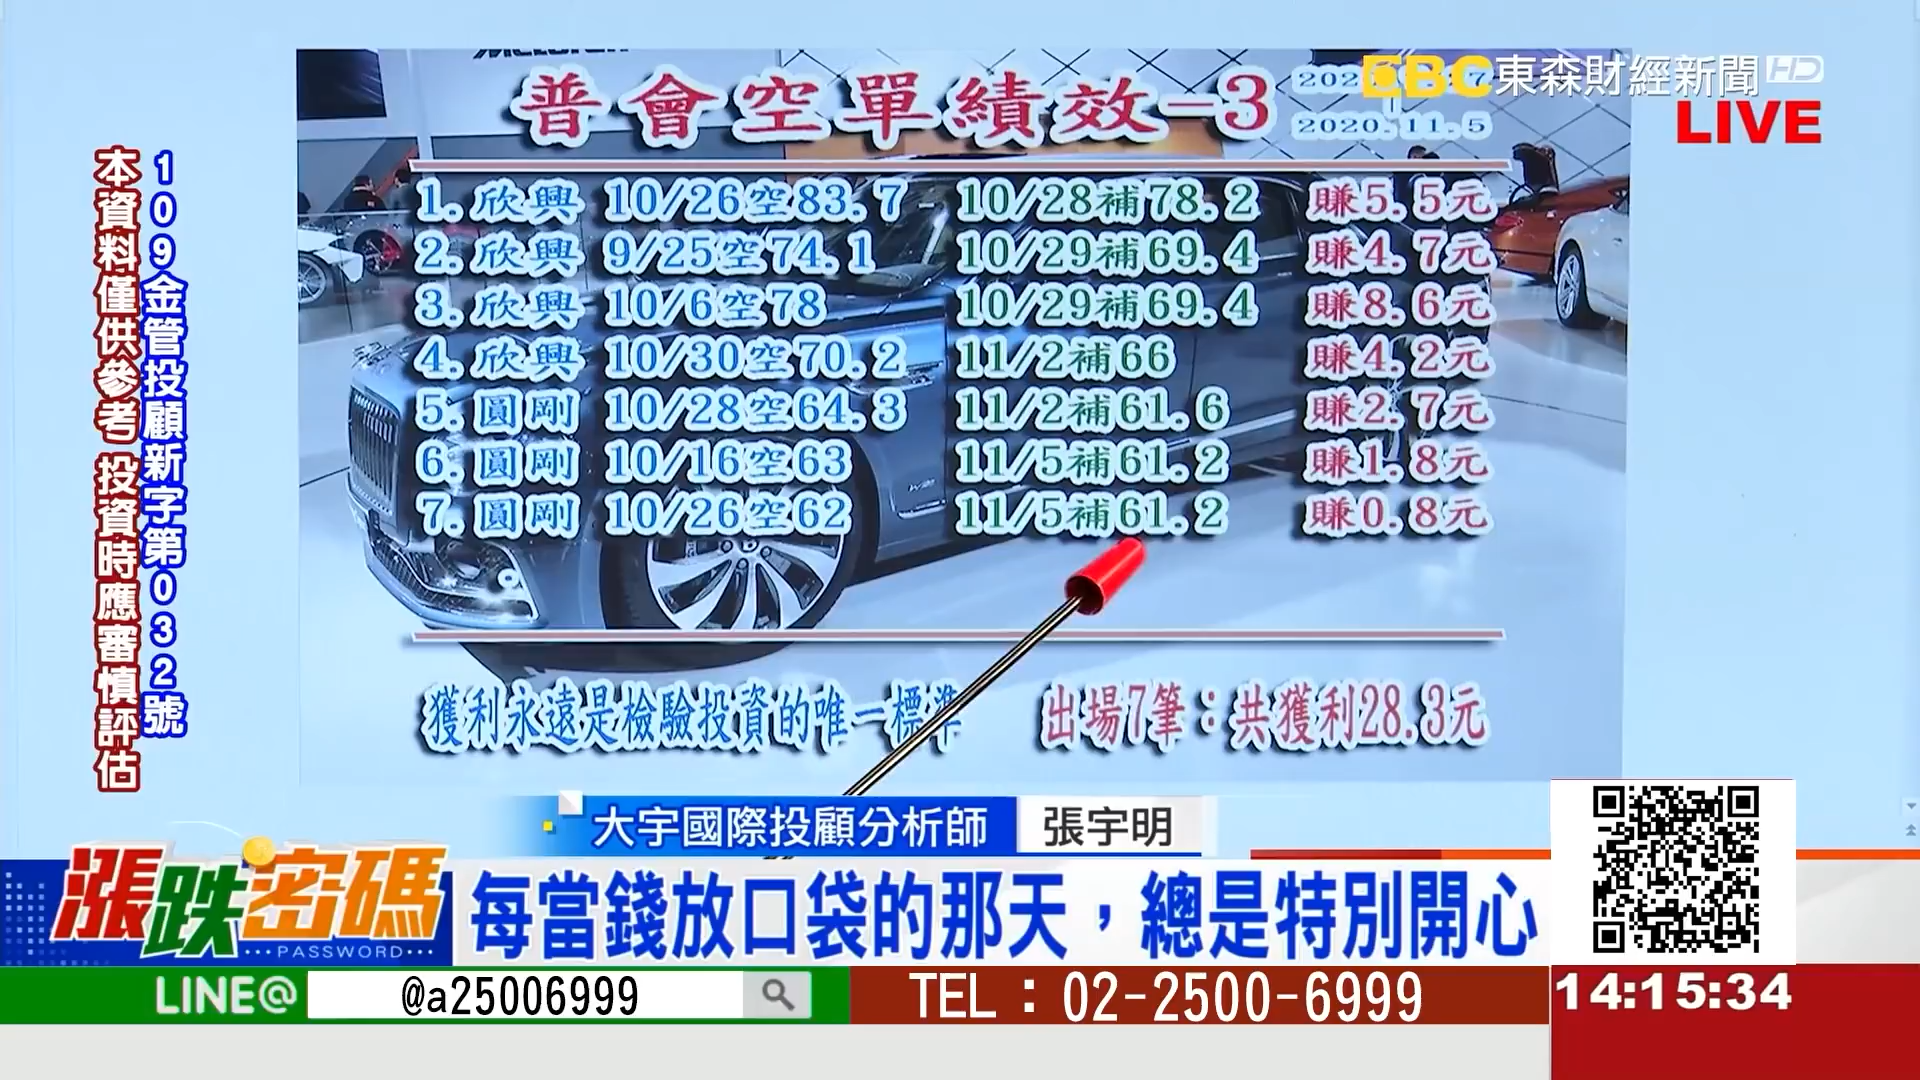 普會空單績效-3
2020.11.5
EBC東森財經新聞HD
LIVE
1.欣興 10/26空83.7 - 10/28補78.2 賺5.5元
2.欣興 9/25空74.1 10/29補69.4 賺4.7元
3.欣興 10/6空78 10/29補69.4 賺8.6元
4.欣興 10/30空70.2 11/2補66 賺4.2元
5.圓剛 10/28空64.3 11/2補61.6 賺2.7元
6.圓剛 10/16空63 11/5補61.2 賺1.8元
7.圓剛 10/26空62 11/5補61.2 賺0.8元
獲利永遠是檢驗投資的唯一標準 出場7筆：共獲利28.3元
109金管投顧新字第032號
本資料僅供參考 投資時應審慎評估
大宇國際投顧分析師 張宇明
漲跌密碼
PASSWORD
每當錢放口袋的那天，總是特別開心
LINE@ @a25006999 TEL：02-2500-6999
14:15:34